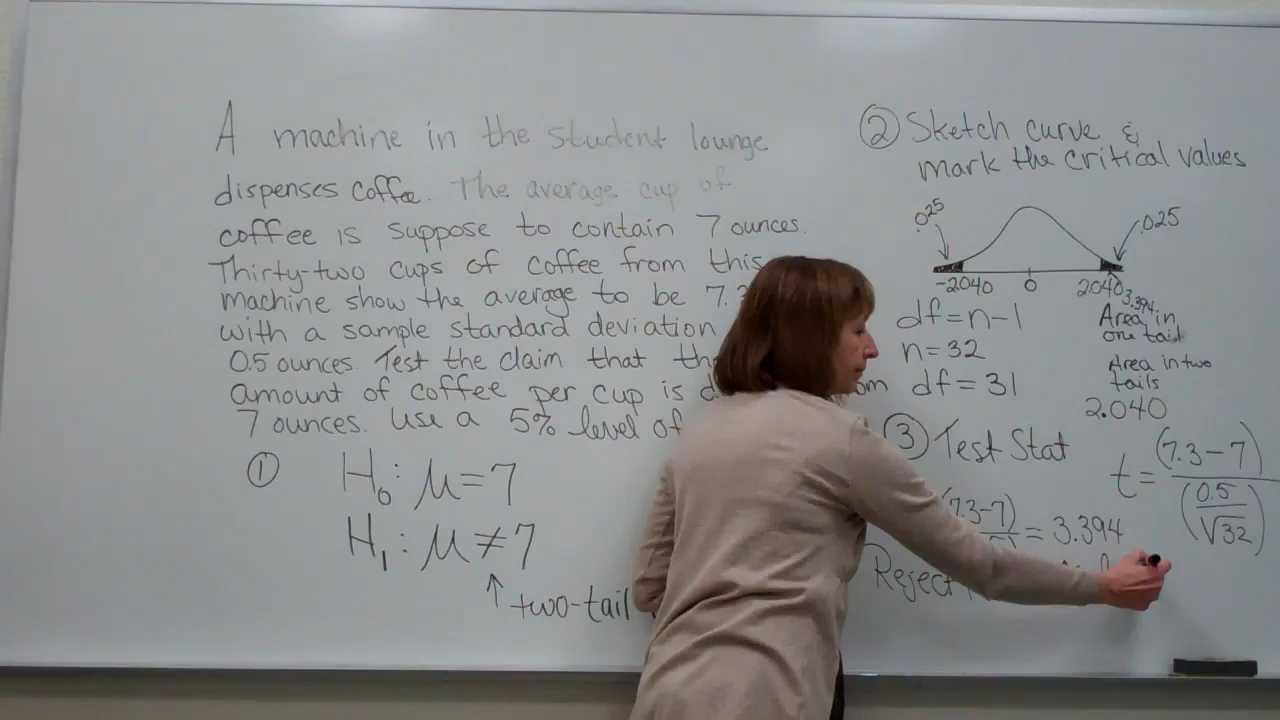 A machine in the student lounge
dispenses coffee. The average cup of
coffee is suppose to contain 7 ounces.
Thirty-two cups of coffee from this
machine show the average to be 7.
with a sample standard deviation
0.5 ounces. Test the claim that
amount of coffee per cup is
7 ounces. Use a 5% level of
① H₀: μ=7
H₁: μ≠7
↑ two-tail
② Sketch curve &
mark the critical values
.025 .025
-2.040 0 2.040 3.394
df=n-1
n=32
df=31
Area in
one tail
Area in two
tails
2.040
③ Test Stat
t= (7.3-7)
(0.5
√32)
(7.3-7) = 3.394
Reject